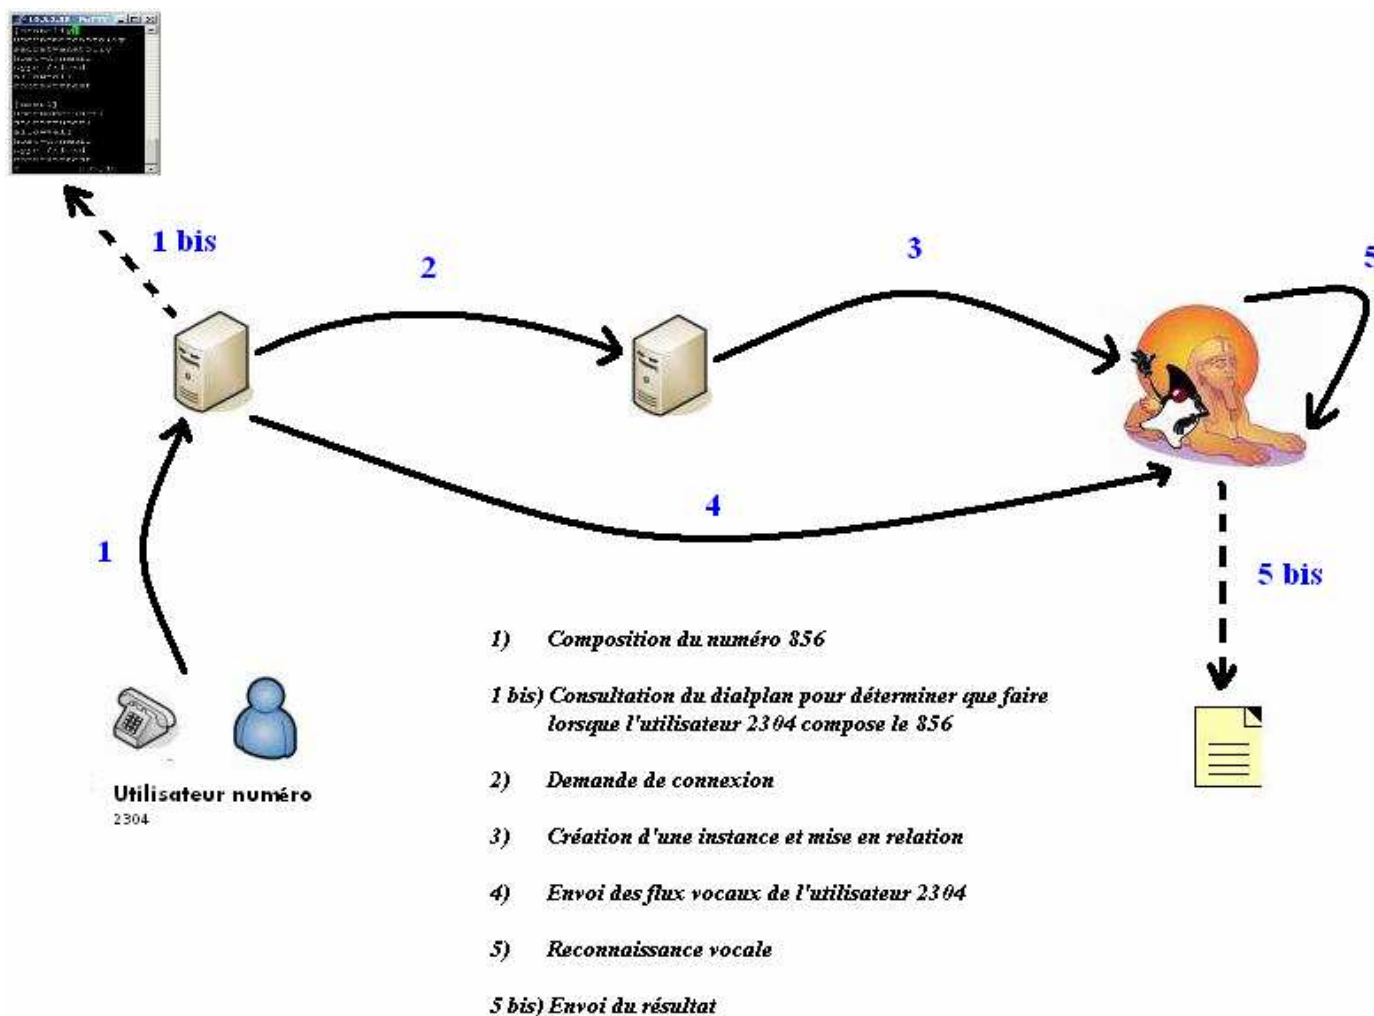 1 bis
2
3
5
4
1
5 bis
Utilisateur numéro
2304
1) Composition du numéro 856
1 bis) Consultation du dialplan pour déterminer que faire
lorsque l'utilisateur 2304 compose le 856
2) Demande de connexion
3) Création d'une instance et mise en relation
4) Envoi des flux vocaux de l'utilisateur 2304
5) Reconnaissance vocale
5 bis) Envoi du résultat